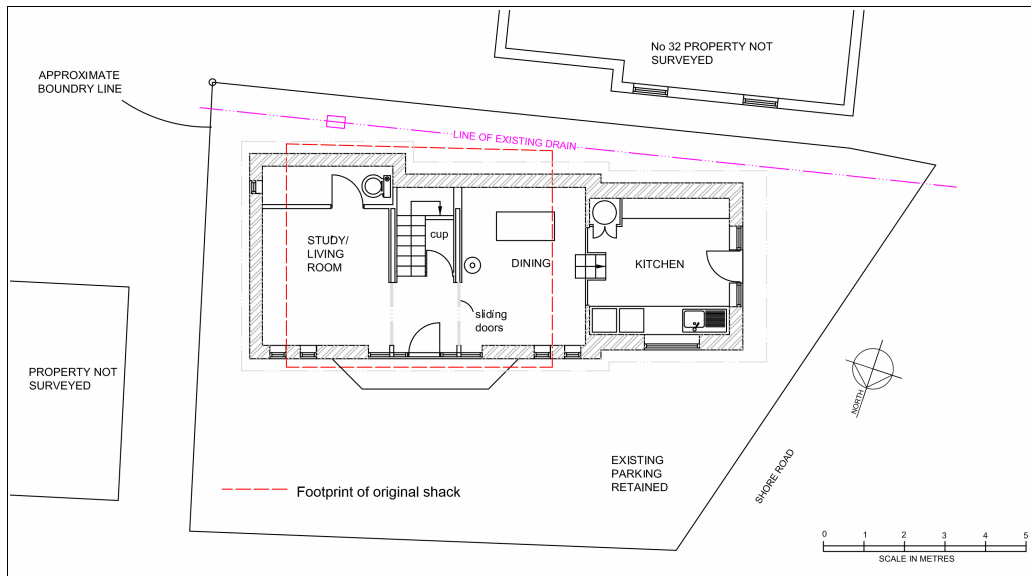 No 32 PROPERTY NOT
SURVEYED
APPROXIMATE
BOUNDRY LINE
LINE OF EXISTING DRAIN
STUDY/
LIVING
ROOM
cup
DINING
KITCHEN
sliding
doors
PROPERTY NOT
SURVEYED
NORTH
EXISTING
PARKING
RETAINED
SHORE ROAD
Footprint of original shack
0 1 2 3 4 5
SCALE IN METRES